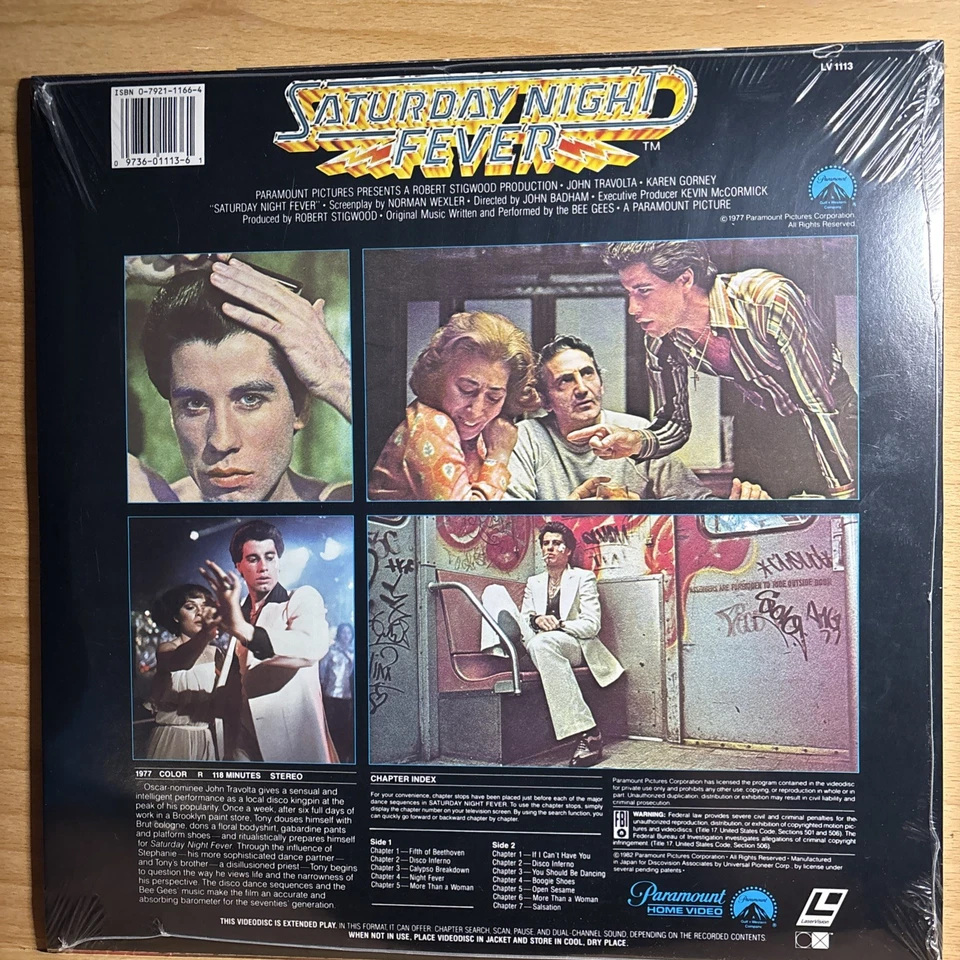 ISBN 0-7921-1166-4
0 9736-01113-6 1
LV 1113
SATURDAY NIGHT
FEVER TM
PARAMOUNT PICTURES PRESENTS A ROBERT STIGWOOD PRODUCTION • JOHN TRAVOLTA • KAREN GORNEY
"SATURDAY NIGHT FEVER" • Screenplay by NORMAN WEXLER • Directed by JOHN BADHAM • Executive Producer KEVIN McCORMICK
Produced by ROBERT STIGWOOD • Original Music Written and Performed by the BEE GEES • A PARAMOUNT PICTURE
Paramount
A Gulf + Western
Company
© 1977 Paramount Pictures Corporation
All Rights Reserved.
PASSENGERS ARE FORBIDDEN TO RIDE OUTSIDE DOOR
1977 COLOR R 118 MINUTES STEREO
Oscar-nominee John Travolta gives a sensual and
intelligent performance as a local disco kingpin at the
peak of his popularity. Once a week, after six full days of
work in a Brooklyn paint store, Tony douses himself with
Brut cologne, dons a floral bodyshirt, gabardine pants
and platform shoes—and ritualistically prepares himself
for Saturday Night Fever. Through the influence of
Stephanie—his more sophisticated dance partner—
and Tony's brother—a disillusioned priest—Tony begins
to question the way he views life and the narrowness of
his perspective. The disco dance sequences and the
Bee Gees' music make the film an accurate and
absorbing barometer for the seventies' generation.
CHAPTER INDEX
For your convenience, chapter stops have been placed just before each of the major
dance sequences in SATURDAY NIGHT FEVER. To use the chapter stops, simply
display the chapter number on your television screen. By using the search function, you
can quickly go forward or backward chapter by chapter.
Side 1
Chapter 1—Fifth of Beethoven
Chapter 2—Disco Inferno
Chapter 3—Calypso Breakdown
Chapter 4—Night Fever
Chapter 5—More Than a Woman
Side 2
Chapter 1—If I Can't Have You
Chapter 2—Disco Inferno
Chapter 3—You Should Be Dancing
Chapter 4—Boogie Shoes
Chapter 5—Open Sesame
Chapter 6—More Than a Woman
Chapter 7—Salsation
Paramount Pictures Corporation has licensed the program contained in the videodisc
for private use only and prohibits any other use, copying, or reproduction in whole or in
part. Unauthorized duplication, distribution or exhibition may result in civil liability and
criminal prosecution.
FBI
WARNING: Federal law provides severe civil and criminal penalties for the
unauthorized reproduction, distribution, or exhibition of copyrighted motion pic-
tures and videodiscs. (Title 17 United States Code, Sections 501 and 506). The
Federal Bureau of Investigation investigates allegations of criminal copyright
infringement. (Title 17, United States Code, Section 506)
© 1982 Paramount Pictures Corporation • All Rights Reserved • Manufactured
in Japan for Discovision Associates by Universal Pioneer Corp. by license under
several pending patents •
Paramount
HOME VIDEO
Paramount
A Gulf + Western
Company
LaserVision
CX
THIS VIDEODISC IS EXTENDED PLAY. IN THIS FORMAT, IT CAN OFFER: CHAPTER SEARCH, SCAN, PAUSE, AND DUAL-CHANNEL SOUND, DEPENDING ON THE RECORDED CONTENTS.
WHEN NOT IN USE, PLACE VIDEODISC IN JACKET AND STORE IN COOL, DRY PLACE.